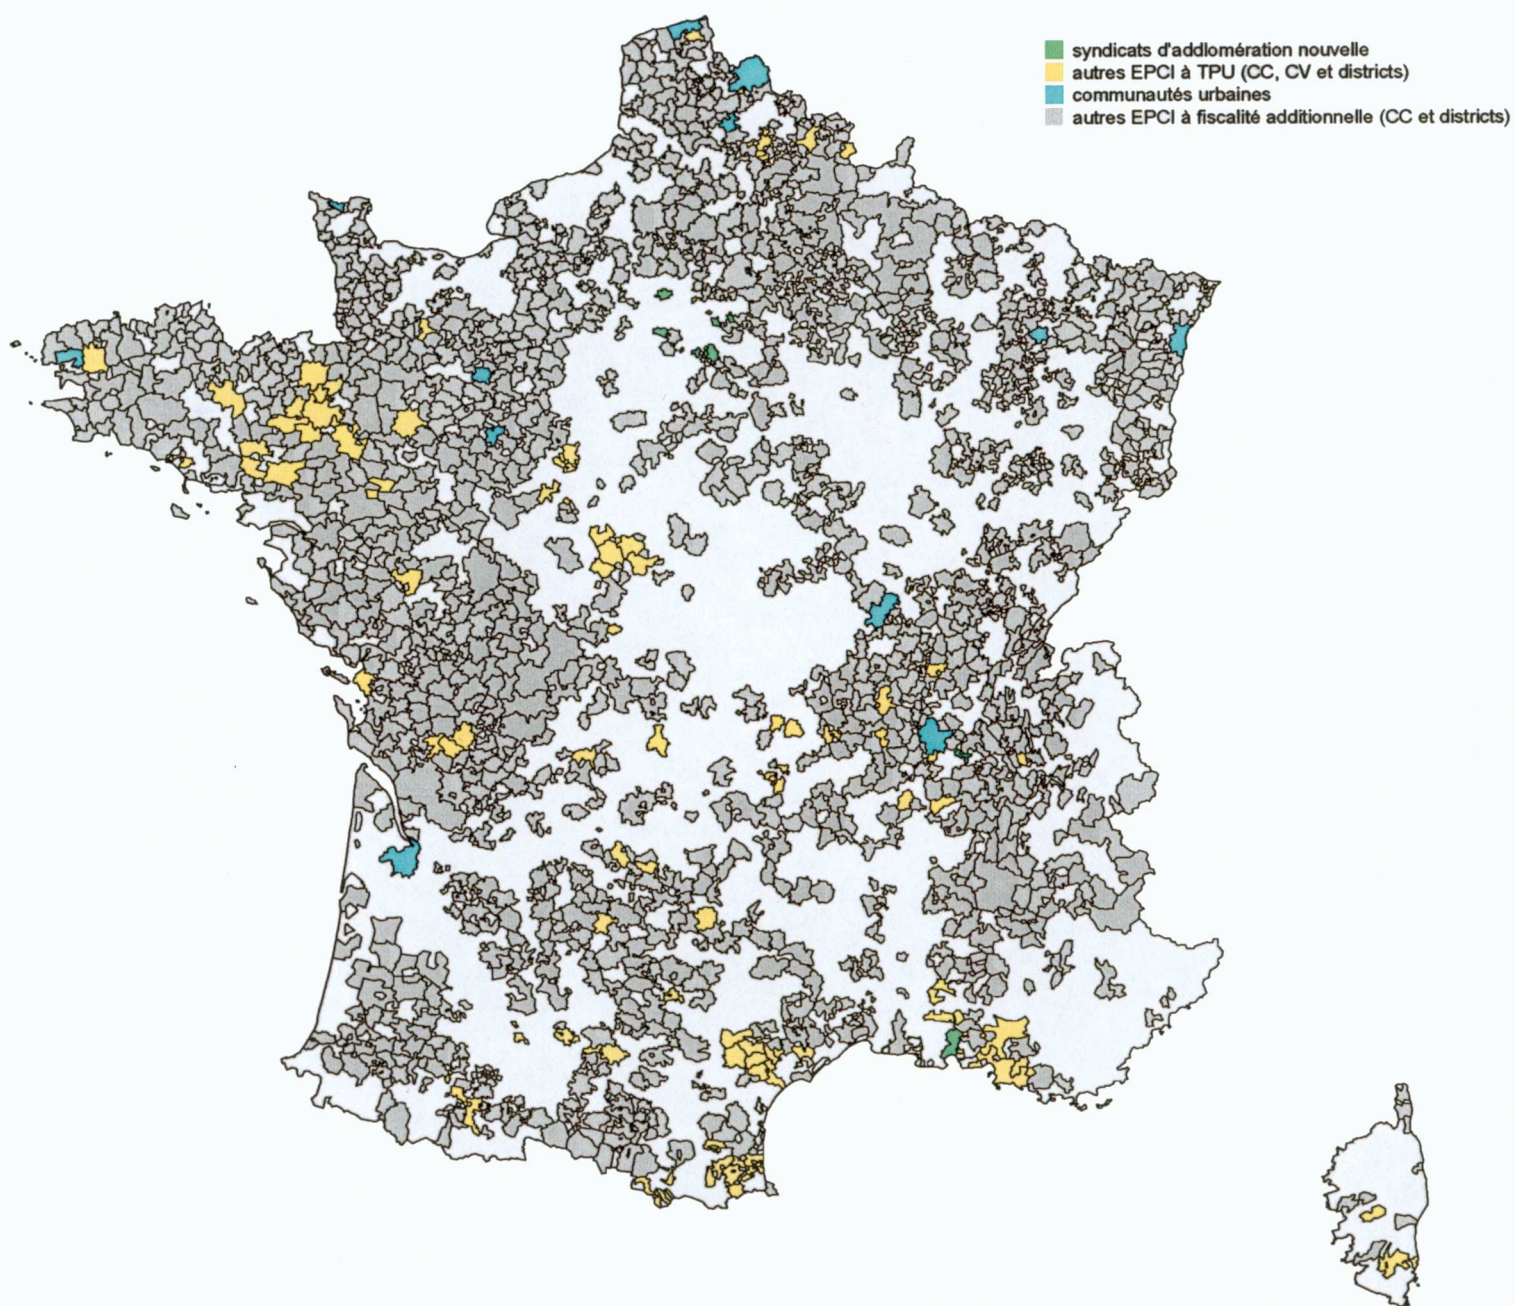 syndicats d'addlomération nouvelle
autres EPCI à TPU (CC, CV et districts)
communautés urbaines
autres EPCI à fiscalité additionnelle (CC et districts)